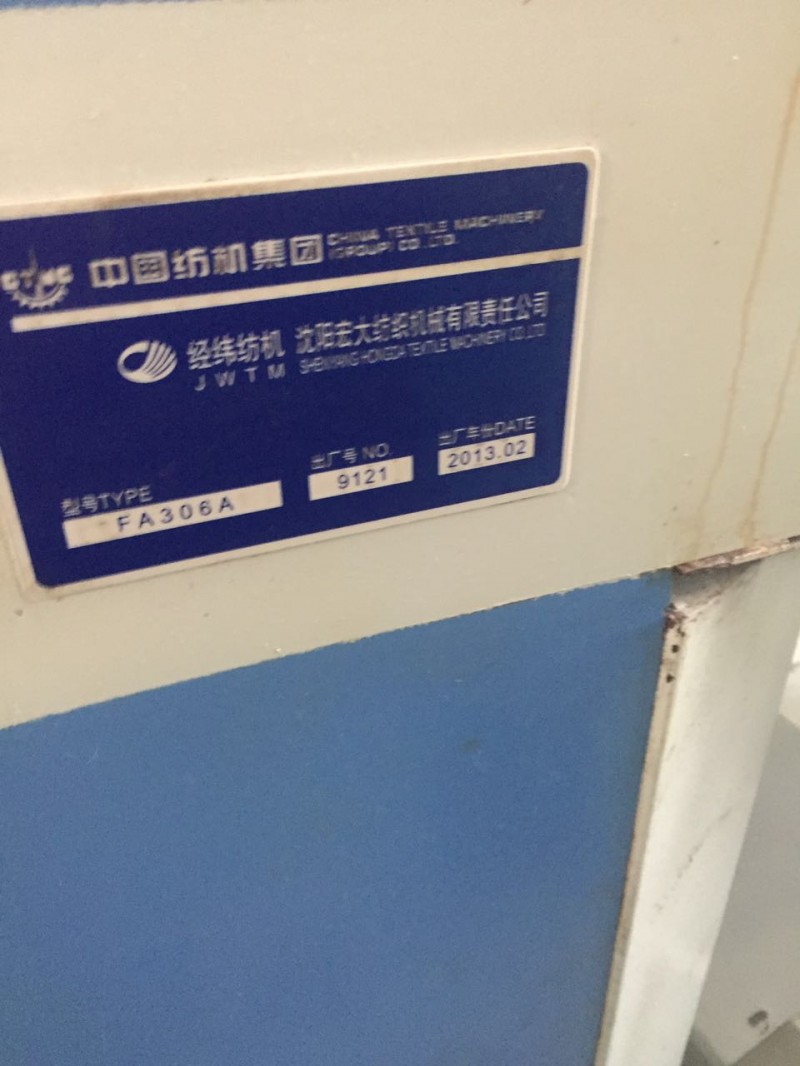 CTMC 中国纺机集团 CHINA TEXTILE MACHINERY
(GROUP) CO.,LTD.
经纬纺机 沈阳宏大纺织机械有限责任公司
JWTM SHENYANG HONGDA TEXTILE MACHINERY CO.,LTD
型号TYPE 出厂号 NO. 出厂年份DATE
FA306A 9121 2013.02